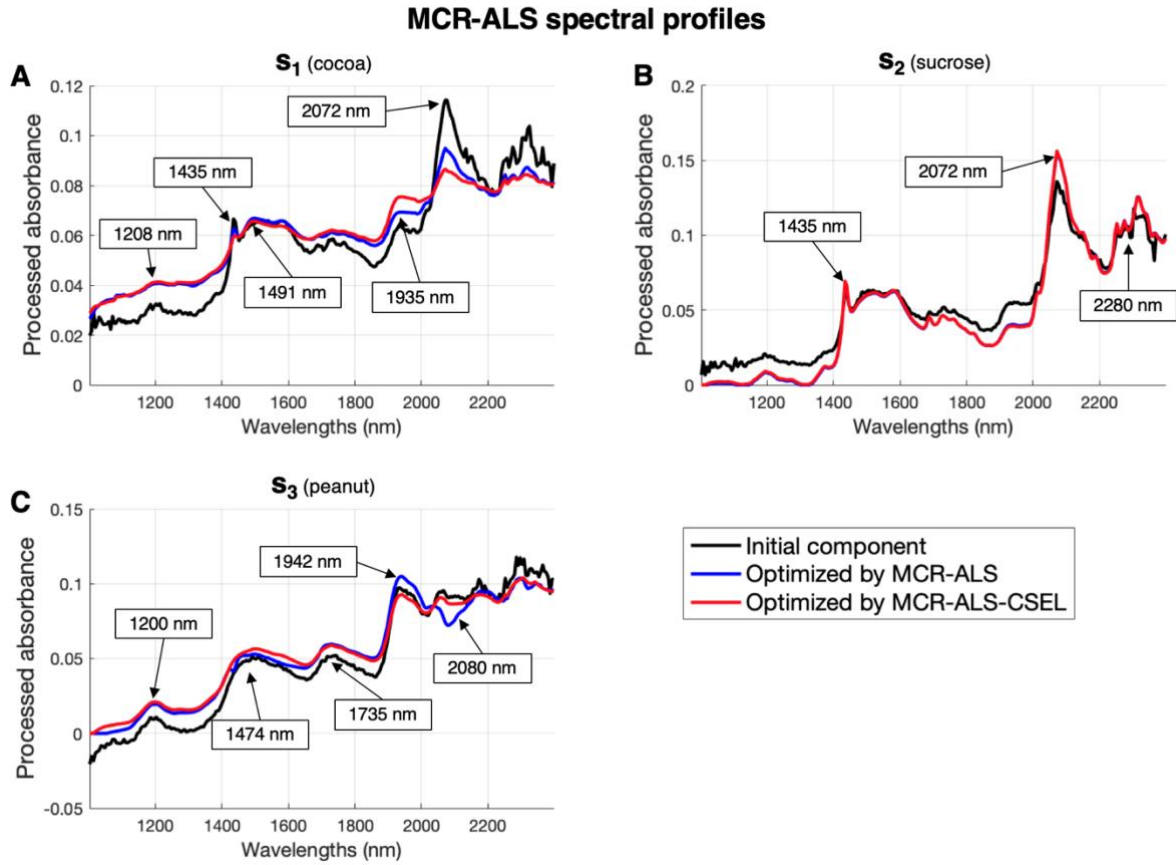 MCR-ALS spectral profiles
A
S1 (cocoa)
Processed absorbance
0.12
0.1
0.08
0.06
0.04
0.02
0
2072 nm
1435 nm
1208 nm
1491 nm
1935 nm
1200 1400 1600 1800 2000 2200
Wavelengths (nm)
B
S2 (sucrose)
Processed absorbance
0.2
0.15
0.1
0.05
0
2072 nm
1435 nm
2280 nm
1200 1400 1600 1800 2000 2200
Wavelengths (nm)
C
S3 (peanut)
Processed absorbance
0.15
0.1
0.05
0
-0.05
1942 nm
1200 nm
2080 nm
1735 nm
1474 nm
1200 1400 1600 1800 2000 2200
Wavelengths (nm)
Initial component
Optimized by MCR-ALS
Optimized by MCR-ALS-CSEL